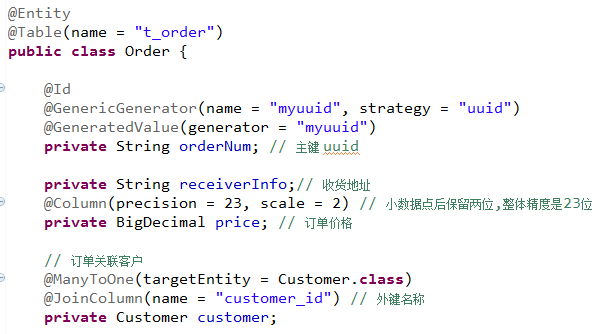 @Entity
@Table(name = "t_order")
public class Order {
@Id
@GenericGenerator(name = "myuuid", strategy = "uuid")
@GeneratedValue(generator = "myuuid")
private String orderNum; // 主键uuid
private String receiverInfo;// 收货地址
@Column(precision = 23, scale = 2) // 小数据点后保留两位,整体精度是23位
private BigDecimal price; // 订单价格
// 订单关联客户
@ManyToOne(targetEntity = Customer.class)
@JoinColumn(name = "customer_id") // 外键名称
private Customer customer;